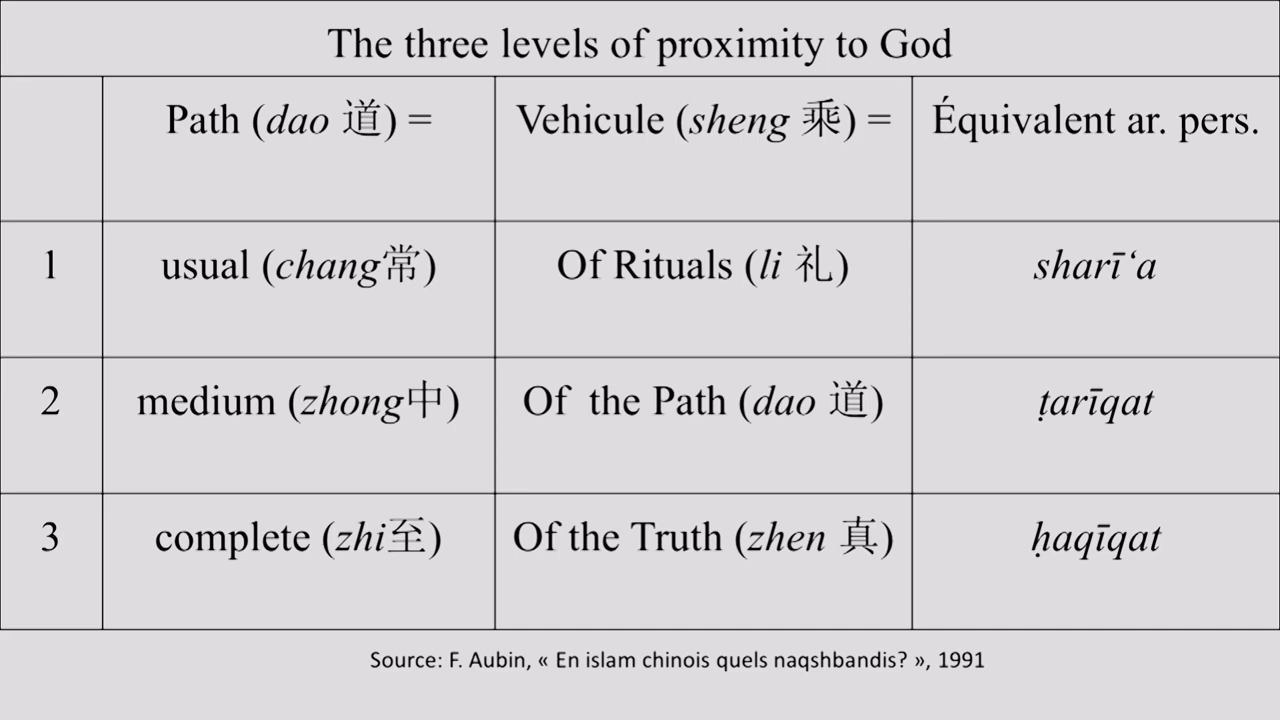 The three levels of proximity to God
Path (dao 道) =
Vehicule (sheng 乘) =
Équivalent ar. pers.
1
usual (chang常)
Of Rituals (li 礼)
sharī‘a
2
medium (zhong中)
Of the Path (dao 道)
ṭarīqat
3
complete (zhi至)
Of the Truth (zhen 真)
ḥaqīqat
Source: F. Aubin, « En islam chinois quels naqshbandis? », 1991